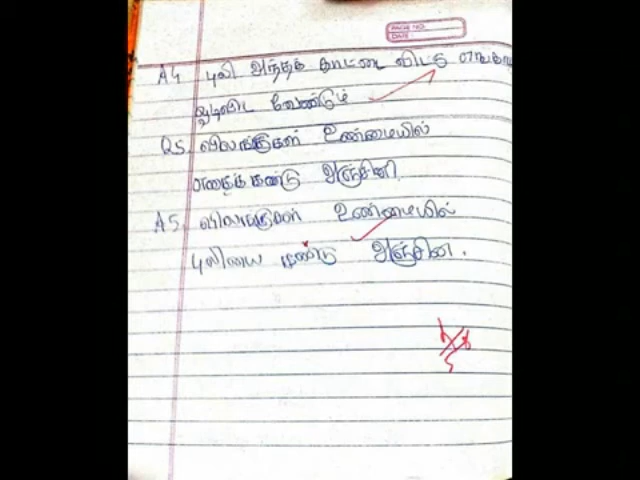 PAGE NO.
DATE
A4 புலி அந்தக் காட்டை விட்டு
ஓடிவிட வேண்டும்
Q5. விலங்குகள் உண்மையில்
எதைக்கண்டு அஞ்சின
A5. விலங்குகள் உண்மையில்
புலியை கண்டு அஞ்சின.